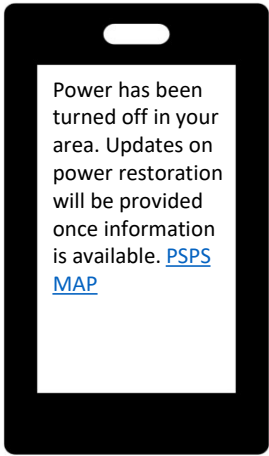 Power has been
turned off in your
area. Updates on
power restoration
will be provided
once information
is available. PSPS
MAP